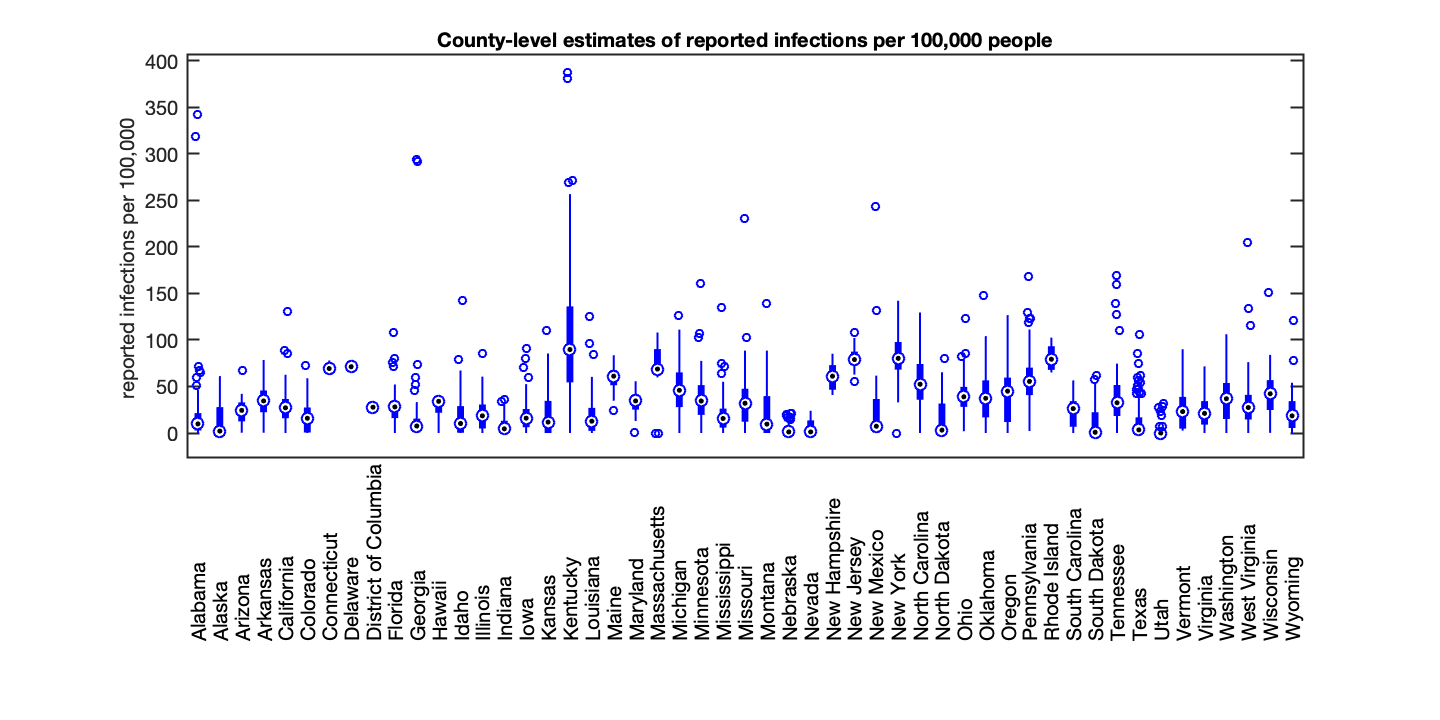 County-level estimates of reported infections per 100,000 people
reported infections per 100,000
400
350
300
250
200
150
100
50
0
Alabama
Alaska
Arizona
Arkansas
California
Colorado
Connecticut
Delaware
District of Columbia
Florida
Georgia
Hawaii
Idaho
Illinois
Indiana
Iowa
Kansas
Kentucky
Louisiana
Maine
Maryland
Massachusetts
Michigan
Minnesota
Mississippi
Missouri
Montana
Nebraska
Nevada
New Hampshire
New Jersey
New Mexico
New York
North Carolina
North Dakota
Ohio
Oklahoma
Oregon
Pennsylvania
Rhode Island
South Carolina
South Dakota
Tennessee
Texas
Utah
Vermont
Virginia
Washington
West Virginia
Wisconsin
Wyoming